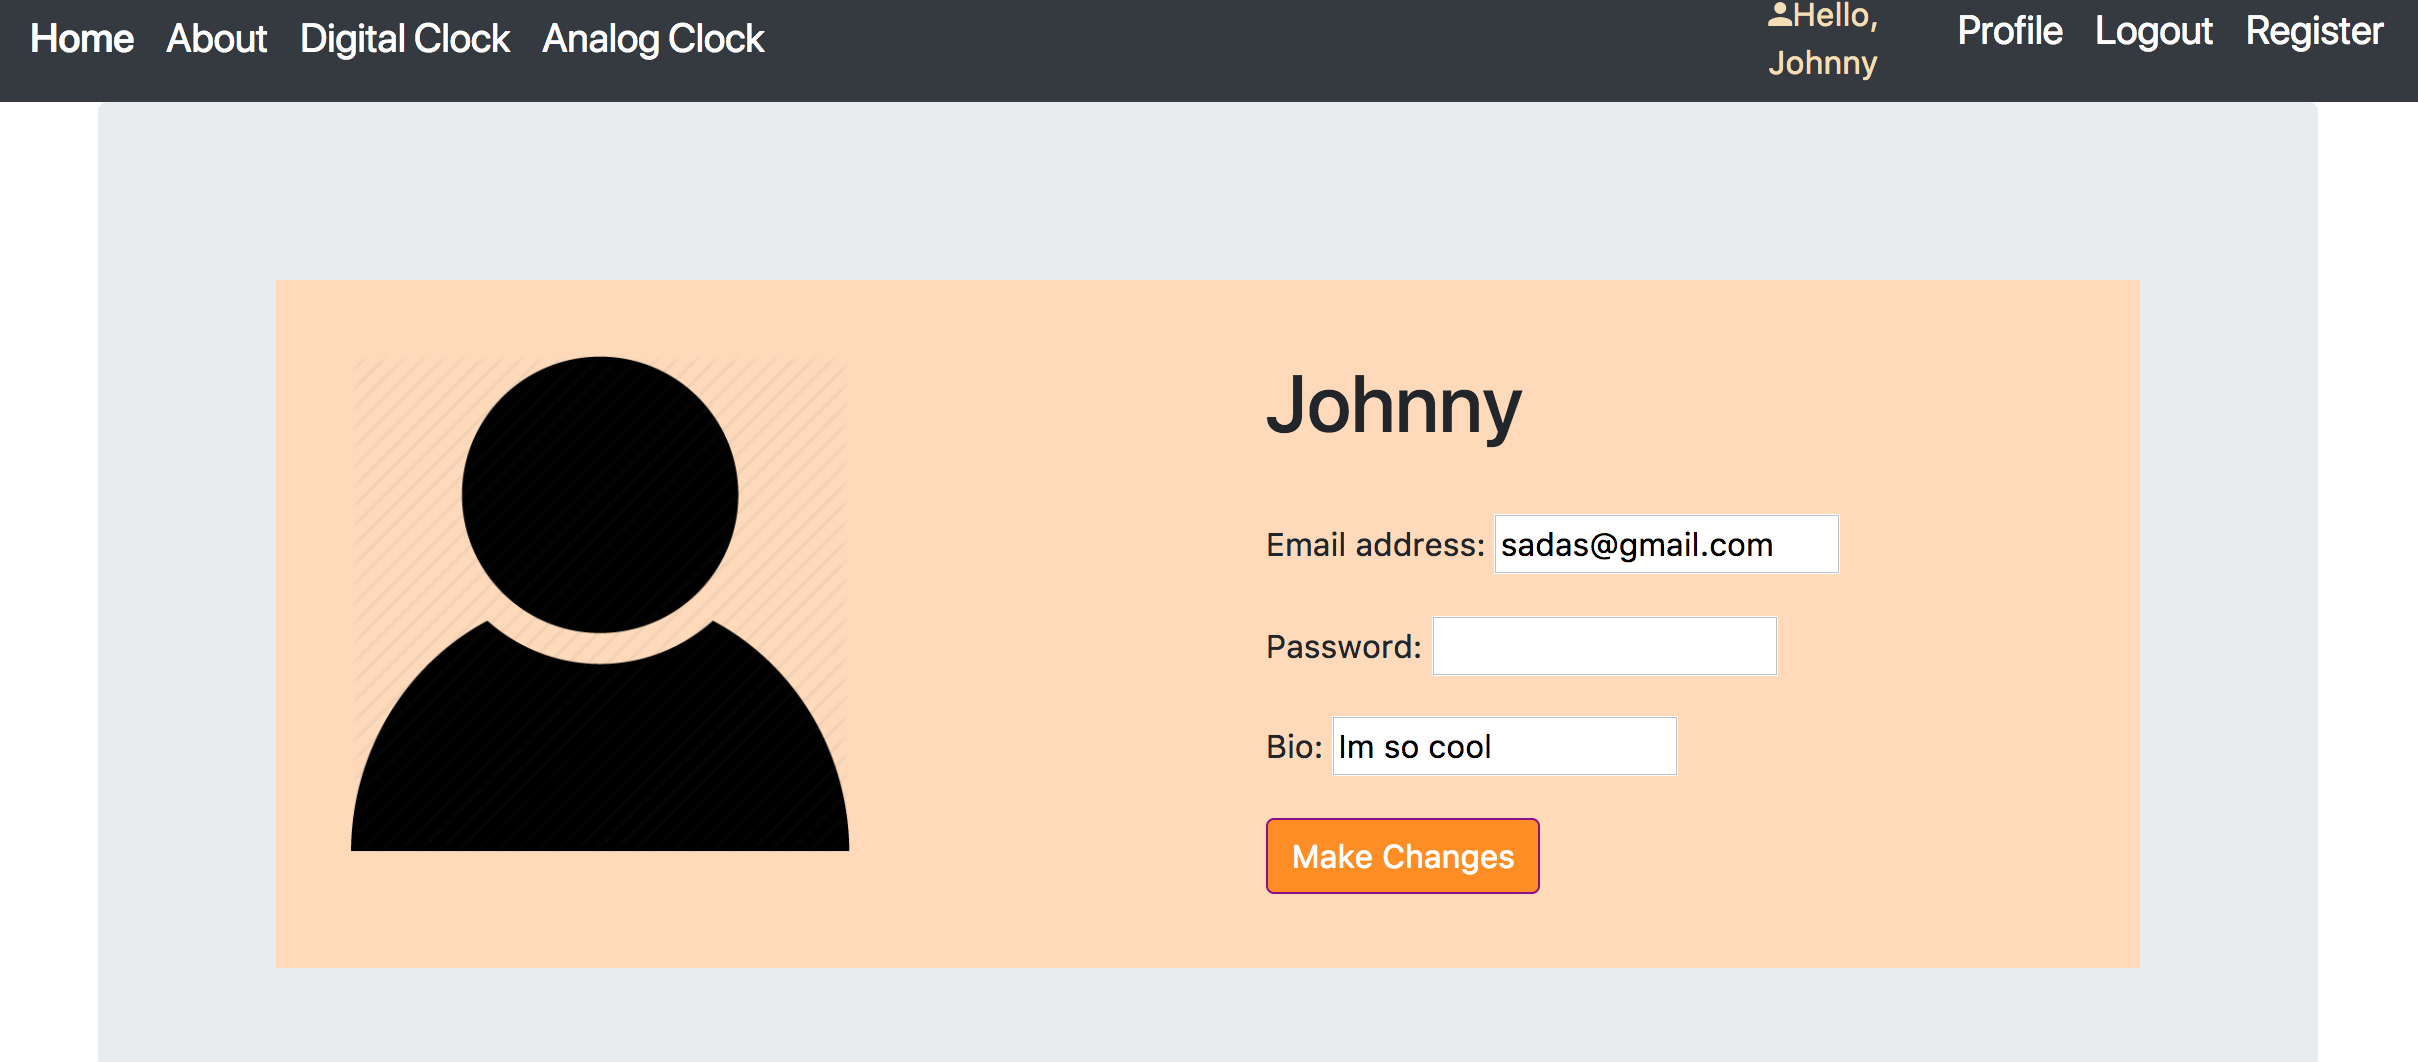 Home About Digital Clock Analog Clock Hello, Profile Logout Register
Johnny
Johnny
Email address: sadas@gmail.com
Password:
Bio: Im so cool
Make Changes